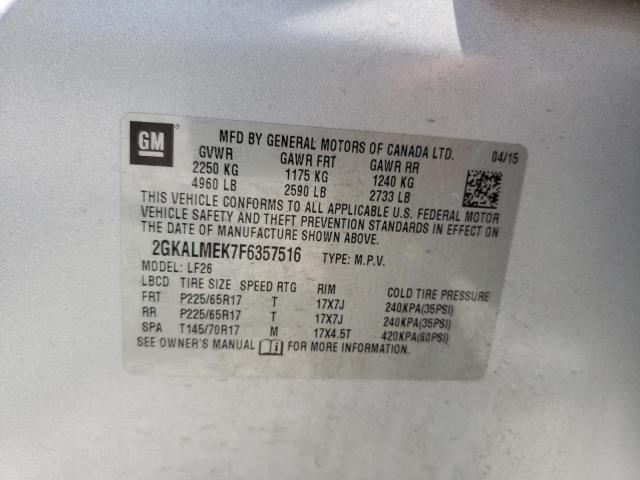 GM
MFD BY GENERAL MOTORS OF CANADA LTD. 04/15
GVWR GAWR FRT GAWR RR
2250 KG 1175 KG 1240 KG
4960 LB 2590 LB 2733 LB
THIS VEHICLE CONFORMS TO ALL APPLICABLE U.S. FEDERAL MOTOR
VEHICLE SAFETY AND THEFT PREVENTION STANDARDS IN EFFECT ON
THE DATE OF MANUFACTURE SHOWN ABOVE.
2GKALMEK7F6357516 TYPE: M.P.V.
MODEL: LF26
LBCD TIRE SIZE SPEED RTG RIM COLD TIRE PRESSURE
FRT P225/65R17 T 17X7J 240KPA(35PSI)
RR P225/65R17 T 17X7J 240KPA(35PSI)
SPA T145/70R17 M 17X4.5T 420KPA(60PSI)
SEE OWNER'S MANUAL FOR MORE INFORMATION.